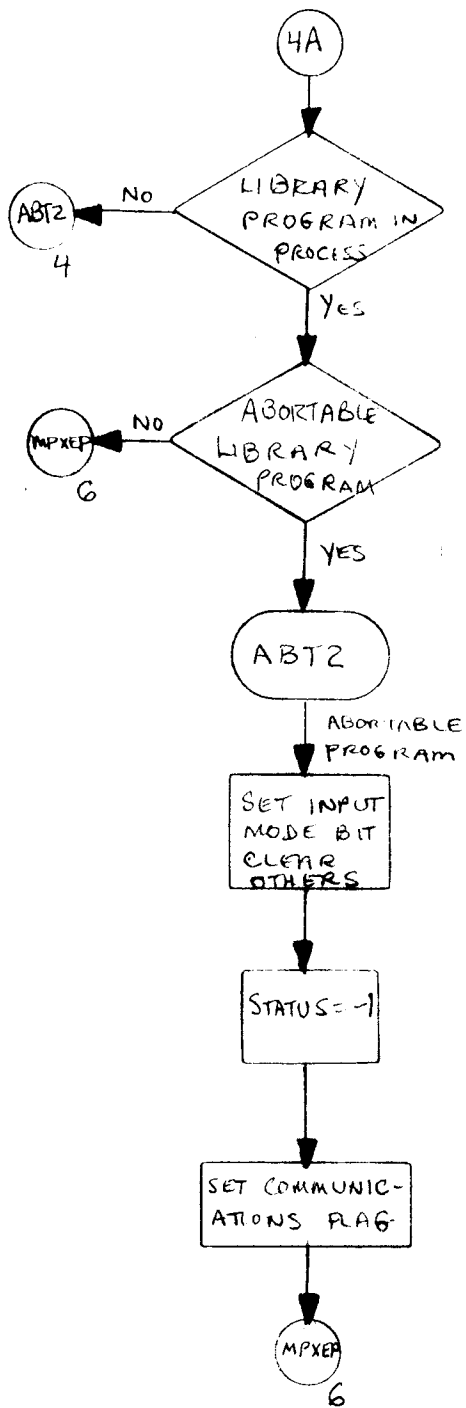 4A
LIBRARY
PROGRAM IN
PROCESS
NO
ABT2
4
YES
ABORTABLE
LIBRARY
PROGRAM
NO
MPXEP
6
YES
ABT2
ABORTABLE
PROGRAM
SET INPUT
MODE BIT
CLEAR
OTHERS
STATUS=-1
SET COMMUNIC-
ATIONS FLAG
MPXEP
6